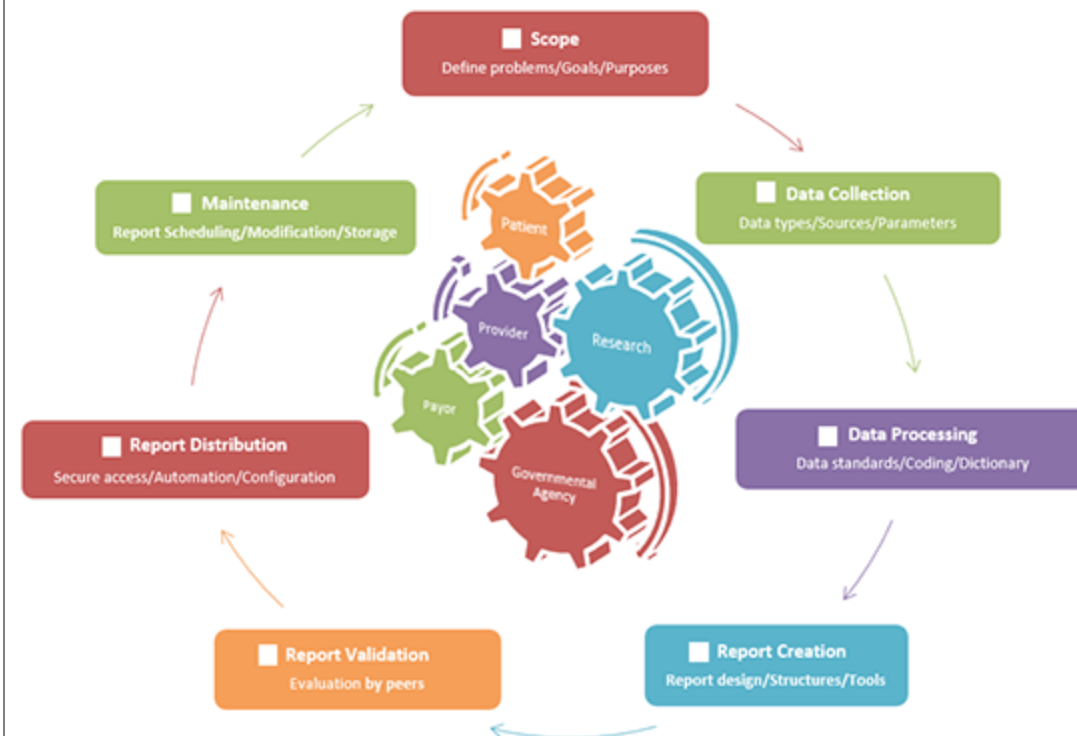 Scope
Define problems/Goals/Purposes
Data Collection
Data types/Sources/Parameters
Data Processing
Data standards/Coding/Dictionary
Report Creation
Report design/Structures/Tools
Report Validation
Evaluation by peers
Report Distribution
Secure access/Automation/Configuration
Maintenance
Report Scheduling/Modification/Storage
Patient
Provider
Research
Payor
Governmental
Agency